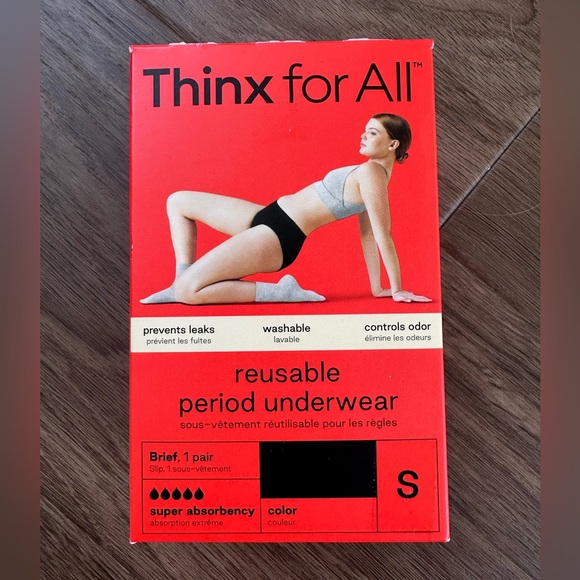 Thinx for All™
prevents leaks
prévient les fuites
washable
lavable
controls odor
élimine les odeurs
reusable
period underwear
sous-vêtement réutilisable pour les règles
Brief, 1 pair
Slip, 1 sous-vêtement
super absorbency
absorption extrême
color
couleur
S